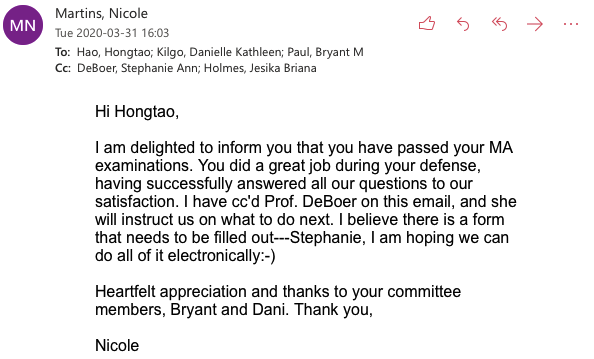 MN
Martins, Nicole
Tue 2020-03-31 16:03
To: Hao, Hongtao; Kilgo, Danielle Kathleen; Paul, Bryant M
Cc: DeBoer, Stephanie Ann; Holmes, Jesika Briana
Hi Hongtao,
I am delighted to inform you that you have passed your MA
examinations. You did a great job during your defense,
having successfully answered all our questions to our
satisfaction. I have cc'd Prof. DeBoer on this email, and she
will instruct us on what to do next. I believe there is a form
that needs to be filled out---Stephanie, I am hoping we can
do all of it electronically:-)
Heartfelt appreciation and thanks to your committee
members, Bryant and Dani. Thank you,
Nicole